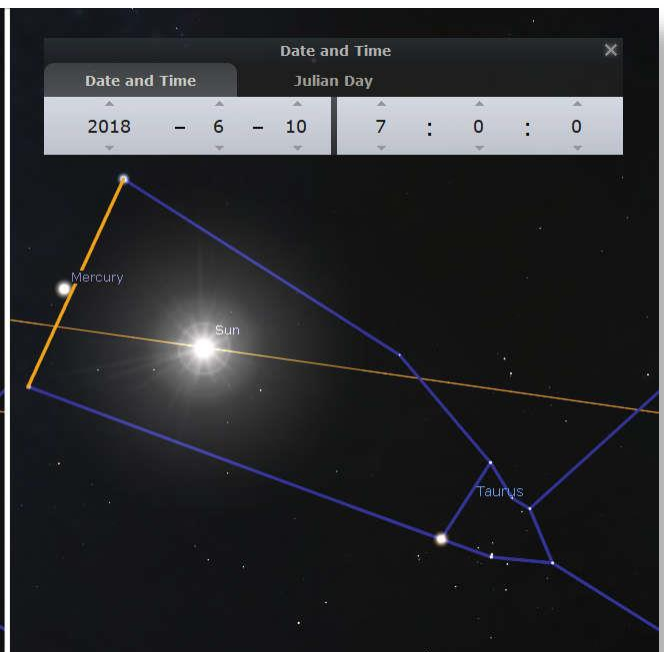 Date and Time
Date and Time Julian Day
2018 – 6 – 10 7 : 0 : 0
Mercury
Sun
Taurus